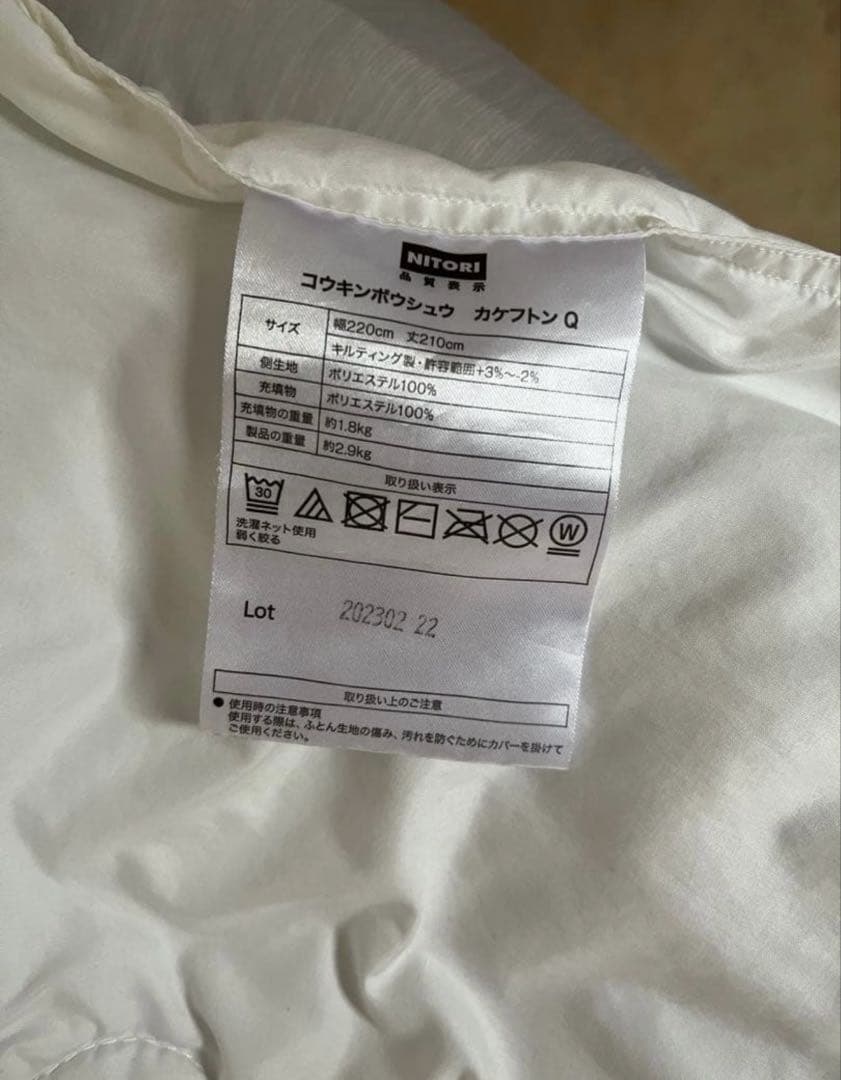 NITORI
品質表示
コウキンボウシュウ カケフトン Q
サイズ 幅220cm 丈210cm
キルティング製・許容範囲+3%～-2%
側生地 ポリエステル100%
充填物 ポリエステル100%
充填物の重量 約1.8kg
製品の重量 約2.9kg
取り扱い表示
30
W
洗濯ネット使用
弱く絞る
Lot 202302 22
取り扱い上のご注意
●使用時の注意事項
使用する際は、ふとん生地の傷み、汚れを防ぐためにカバーを掛けて
ご使用ください。